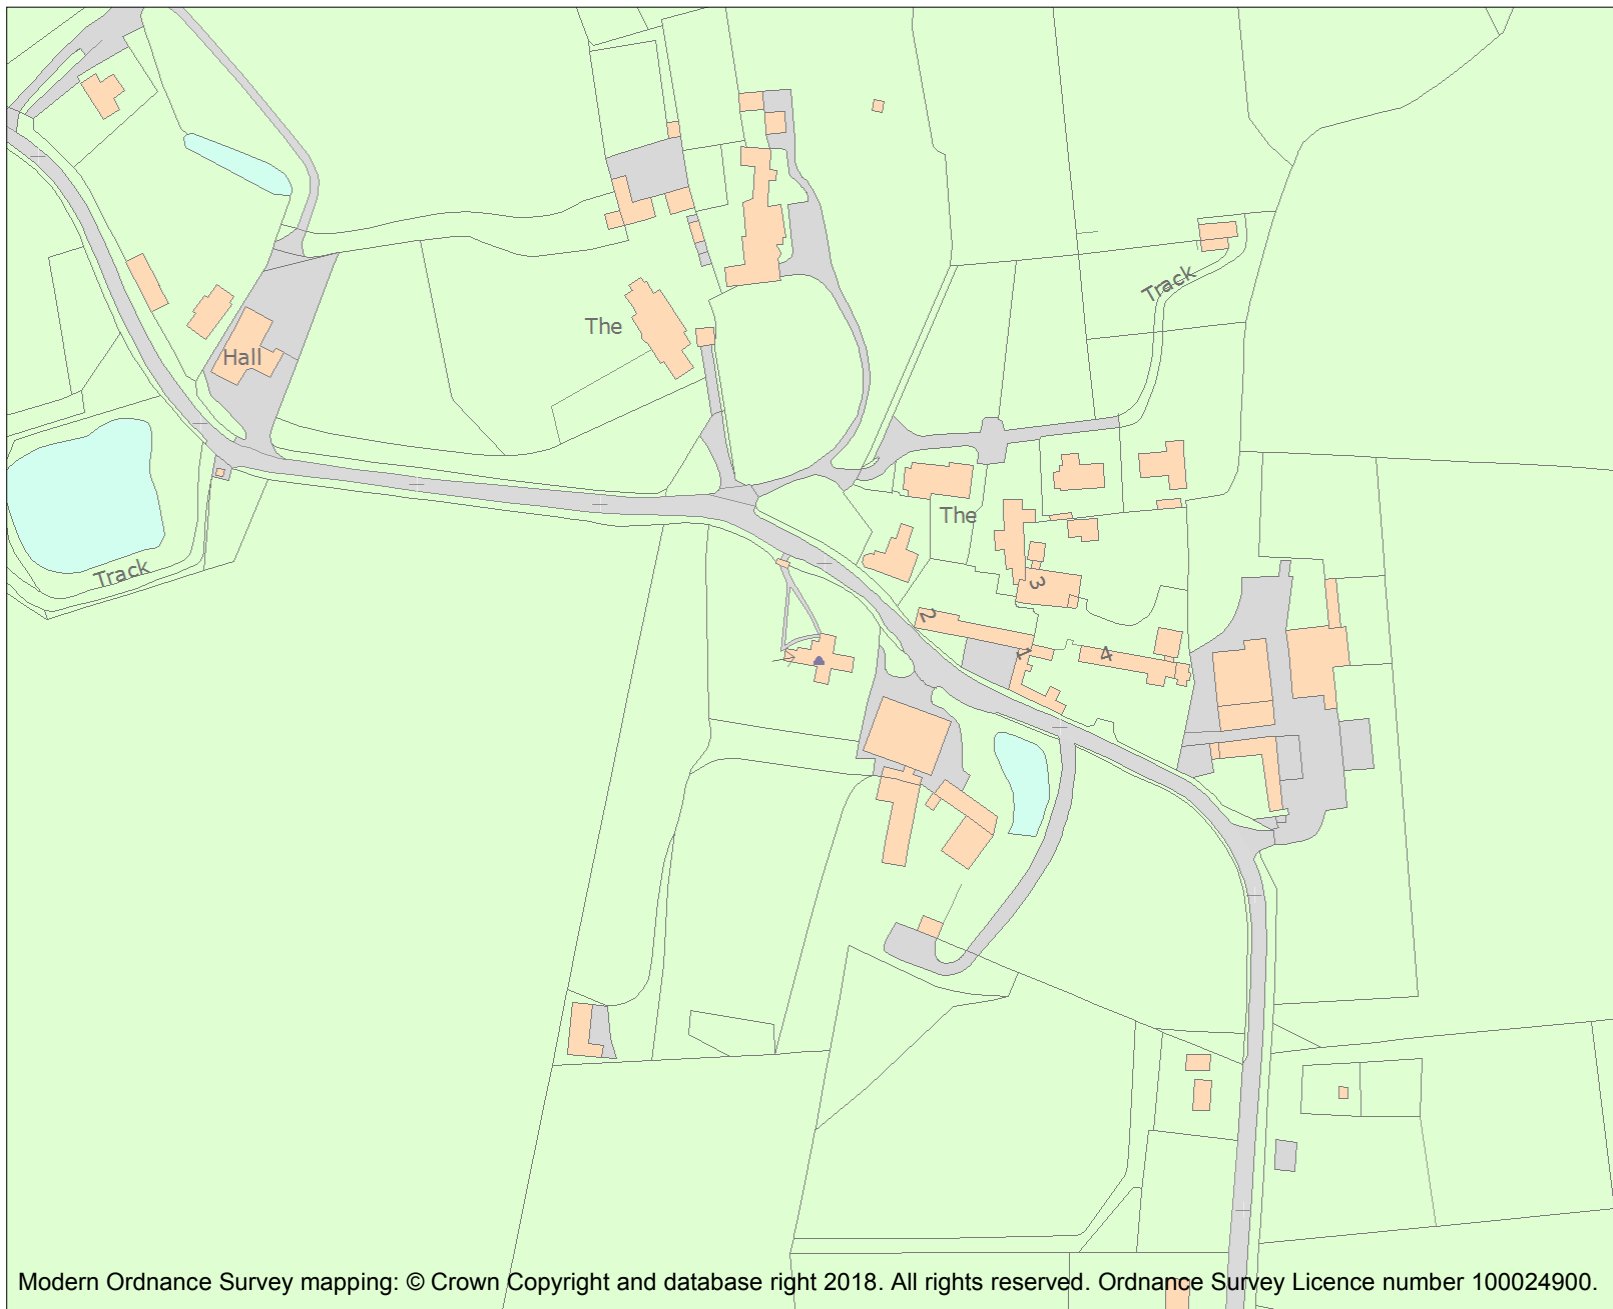 Track
The
Hall
The
Track
3
2
1
4
Modern Ordnance Survey mapping: © Crown Copyright and database right 2018. All rights reserved. Ordnance Survey Licence number 100024900.